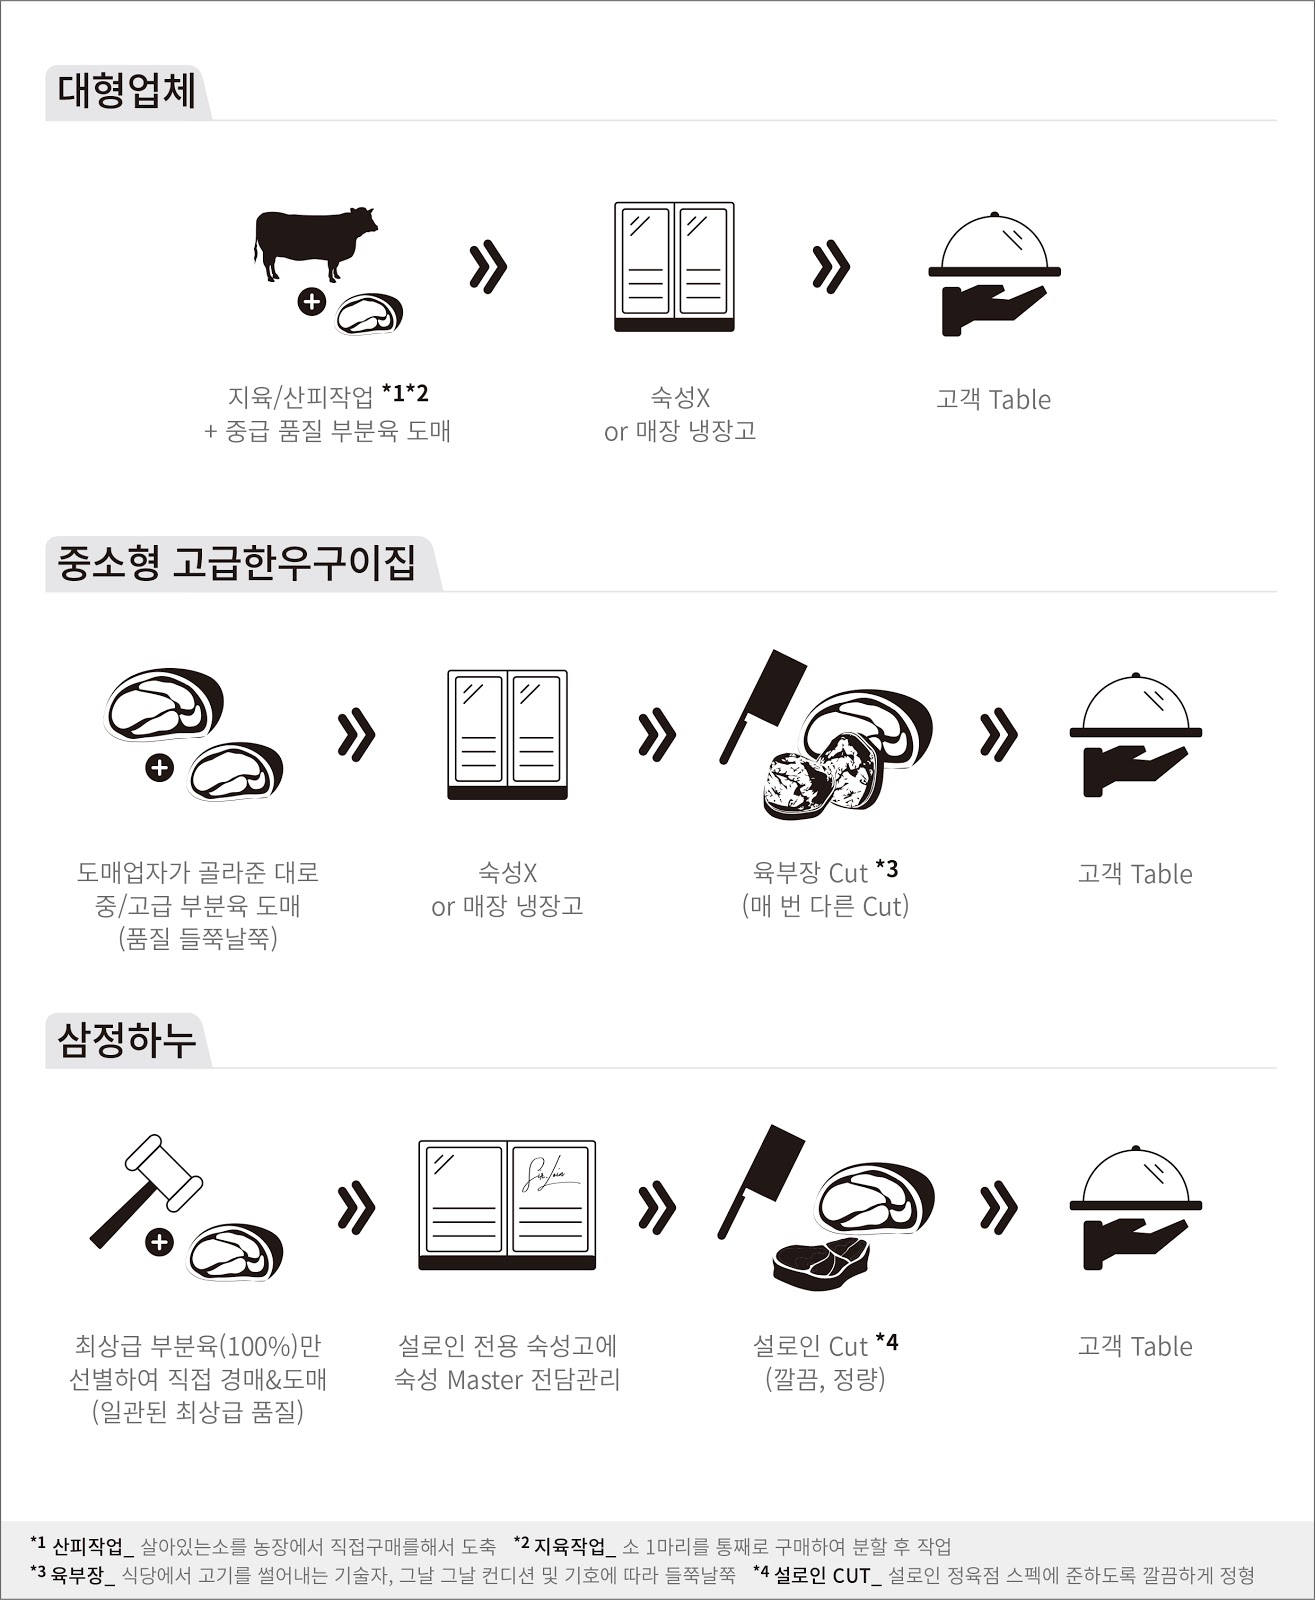 대형업체
지육/산피작업 *1*2
+ 중급 품질 부분육 도매
숙성X
or 매장 냉장고
고객 Table
중소형 고급한우구이집
도매업자가 골라준 대로
중/고급 부분육 도매
(품질 들쭉날쭉)
숙성X
or 매장 냉장고
육부장 Cut *3
(매 번 다른 Cut)
고객 Table
삼정하누
SirLoin
최상급 부분육(100%)만
선별하여 직접 경매&도매
(일관된 최상급 품질)
설로인 전용 숙성고에
숙성 Master 전담관리
설로인 Cut *4
(깔끔, 정량)
고객 Table
*1 산피작업_ 살아있는소를 농장에서 직접구매를해서 도축 *2 지육작업_ 소 1마리를 통째로 구매하여 분할 후 작업
*3 육부장_ 식당에서 고기를 썰어내는 기술자, 그날 그날 컨디션 및 기호에 따라 들쭉날쭉 *4 설로인 CUT_ 설로인 정육점 스펙에 준하도록 깔끔하게 정형